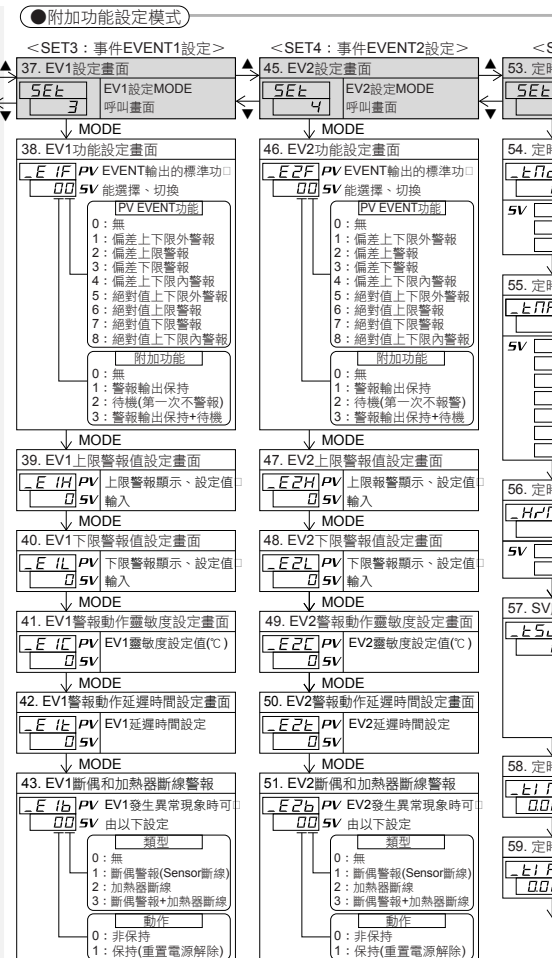 ●附加功能設定模式
＜SET3：事件EVENT1設定＞
37. EV1設定畫面
SEt
3
EV1設定MODE
呼叫畫面
MODE
38. EV1功能設定畫面
_E1F PV EVENT輸出的標準功□
00 SV 能選擇、切換
PV EVENT功能
0：無
1：偏差上下限外警報
2：偏差上限警報
3：偏差下限警報
4：偏差上下限內警報
5：絕對值上下限外警報
6：絕對值上限警報
7：絕對值下限警報
8：絕對值上下限內警報
附加功能
0：無
1：警報輸出保持
2：待機(第一次不警報)
3：警報輸出保持+待機
MODE
39. EV1上限警報值設定畫面
_E1H PV 上限警報顯示、設定值□
0 SV 輸入
MODE
40. EV1下限警報值設定畫面
_E1L PV 下限警報顯示、設定值□
0 SV 輸入
MODE
41. EV1警報動作靈敏度設定畫面
_E1C PV EV1靈敏度設定值(℃)
0 SV
MODE
42. EV1警報動作延遲時間設定畫面
_E1t PV EV1延遲時間設定
0 SV
MODE
43. EV1斷偶和加熱器斷線警報
_E1b PV EV1發生異常現象時可□
00 SV 由以下設定
類型
0：無
1：斷偶警報(Sensor斷線)
2：加熱器斷線
3：斷偶警報+加熱器斷線
動作
0：非保持
1：保持(重置電源解除)
＜SET4：事件EVENT2設定＞
45. EV2設定畫面
SEt
4
EV2設定MODE
呼叫畫面
MODE
46. EV2功能設定畫面
_E2F PV EVENT輸出的標準功□
00 SV 能選擇、切換
PV EVENT功能
0：無
1：偏差上下限外警報
2：偏差上警報
3：偏差下警報
4：偏差上下限內警報
5：絕對值上下限外警報
6：絕對值上限警報
7：絕對值下限警報
8：絕對值上下限內警報
附加功能
0：無
1：警報輸出保持
2：待機(第一次不報警)
3：警報輸出保持+待機
MODE
47. EV2上限警報值設定畫面
_E2H PV 上限報警顯示、設定值□
0 SV 輸入
MODE
48. EV2下限警報值設定畫面
_E2L PV 下限警報顯示、設定值□
0 SV 輸入
MODE
49. EV2警報動作靈敏度設定畫面
_E2C PV EV2靈敏度設定值(℃)
0 SV
MODE
50. EV2警報動作延遲時間設定畫面
_E2t PV EV2延遲時間設定
0 SV
MODE
51. EV2斷偶和加熱器斷線警報
_E2b PV EV2發生異常現象時可□
00 SV 由以下設定
類型
0：無
1：斷偶警報(Sensor斷線)
2：加熱器斷線
3：斷偶警報+加熱器斷線
動作
0：非保持
1：保持(重置電源解除)
53. 定時
SEt
54. 定時
SV
55. 定時
SV
56. 定時
SV
57. SV
58. 定時
59. 定時